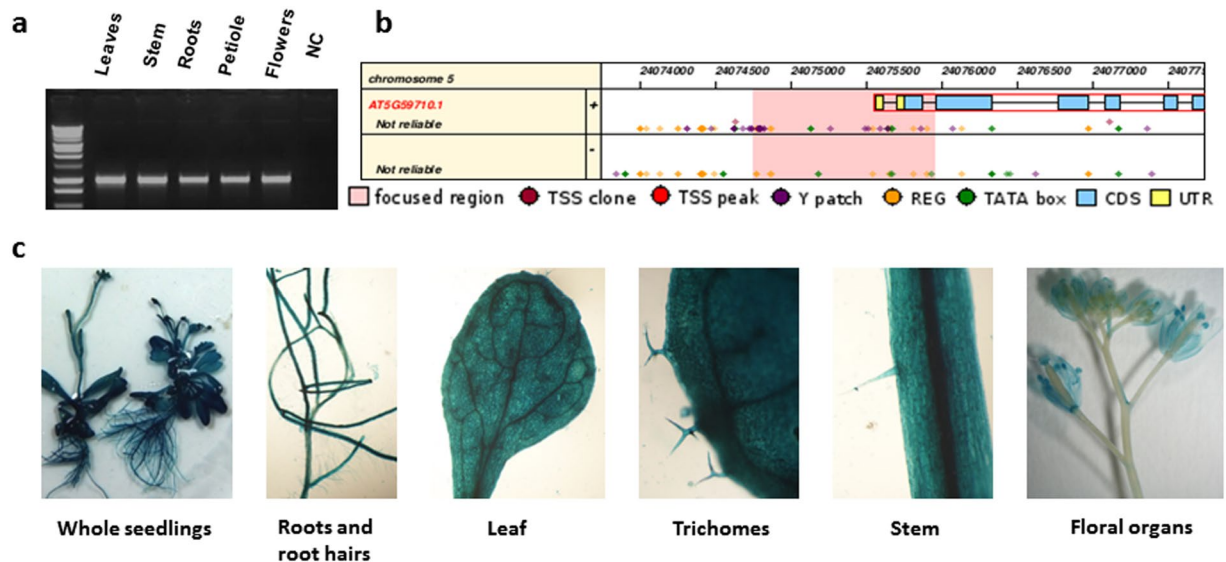 a
Leaves
Stem
Roots
Petiole
Flowers
NC
b
chromosome 5
24074000 24074500 24075000 24075500 24076000 24076500 24077000 24077
AT5G59710.1
+
Not reliable
-
Not reliable
focused region TSS clone TSS peak Y patch REG TATA box CDS UTR
c
Whole seedlings
Roots and
root hairs
Leaf
Trichomes
Stem
Floral organs